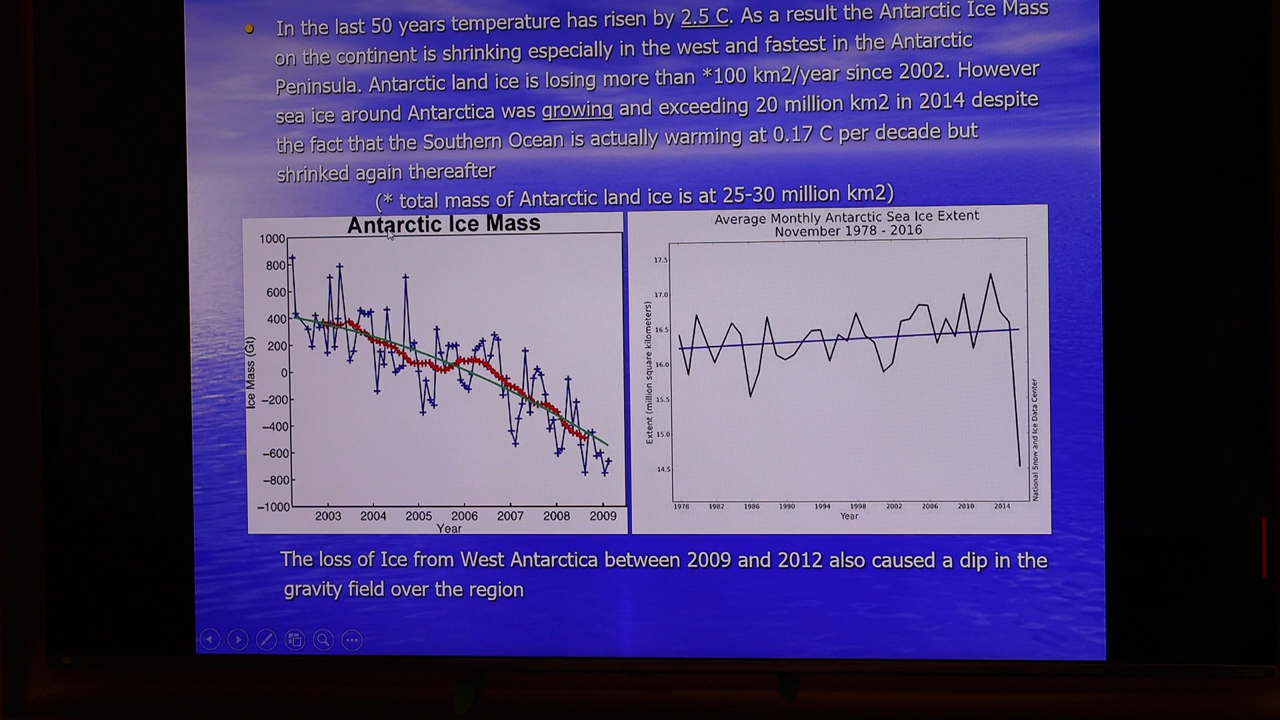 In the last 50 years temperature has risen by 2.5 C. As a result the Antarctic Ice Mass
on the continent is shrinking especially in the west and fastest in the Antarctic
Peninsula. Antarctic land ice is losing more than *100 km2/year since 2002. However
sea ice around Antarctica was growing and exceeding 20 million km2 in 2014 despite
the fact that the Southern Ocean is actually warming at 0.17 C per decade but
shrinked again thereafter
(* total mass of Antarctic land ice is at 25-30 million km2)
Antarctic Ice Mass
1000
800
600
400
200
0
−200
−400
−600
−800
−1000
Ice Mass (Gt)
2003 2004 2005 2006 2007 2008 2009
Year
Average Monthly Antarctic Sea Ice Extent
November 1978 - 2016
17.5
17.0
16.5
16.0
15.5
15.0
14.5
Extent (million square kilometers)
1978 1982 1986 1990 1994 1998 2002 2006 2010 2014
Year
National Snow and Ice Data Center
The loss of Ice from West Antarctica between 2009 and 2012 also caused a dip in the
gravity field over the region